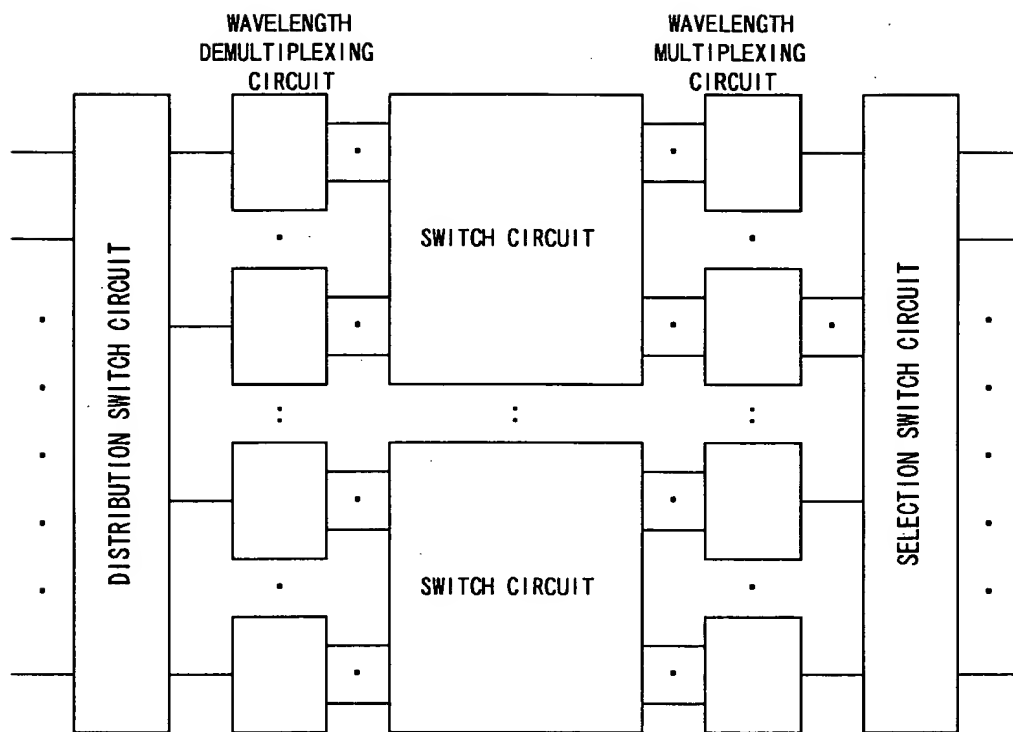 WAVELENGTH
DEMULTIPLEXING
CIRCUIT
WAVELENGTH
MULTIPLEXING
CIRCUIT
DISTRIBUTION SWITCH CIRCUIT
SWITCH CIRCUIT
SWITCH CIRCUIT
SELECTION SWITCH CIRCUIT